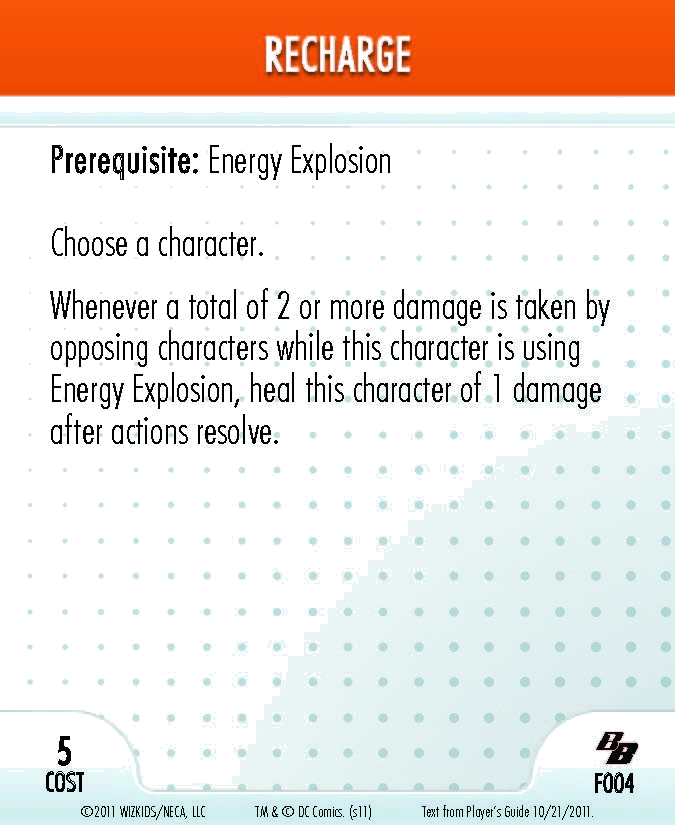 RECHARGE
Prerequisite: Energy Explosion
Choose a character.
Whenever a total of 2 or more damage is taken by
opposing characters while this character is using
Energy Explosion, heal this character of 1 damage
after actions resolve.
5
COST
BB
F004
©2011 WIZKIDS/NECA, LLC TM & © DC Comics. (s11) Text from Player's Guide 10/21/2011.